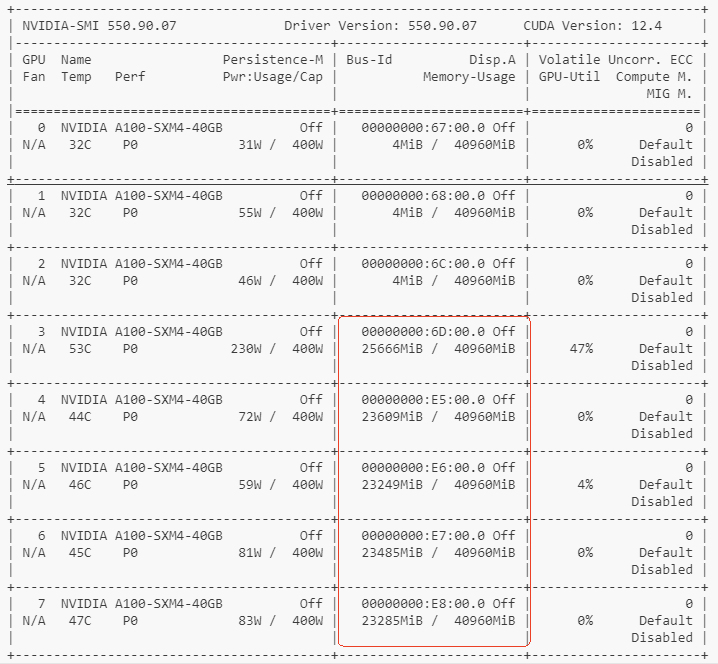 +-----------------------------------------------------------------------------------------+
| NVIDIA-SMI 550.90.07              Driver Version: 550.90.07      CUDA Version: 12.4     |
|-----------------------------------------+------------------------+----------------------+
| GPU  Name                 Persistence-M | Bus-Id          Disp.A | Volatile Uncorr. ECC |
| Fan  Temp   Perf          Pwr:Usage/Cap |           Memory-Usage | GPU-Util  Compute M. |
|                                         |                        |               MIG M. |
|=========================================+========================+======================|
|   0  NVIDIA A100-SXM4-40GB          Off |   00000000:67:00.0 Off |                    0 |
| N/A   32C    P0              31W /  400W |       4MiB /  40960MiB |      0%      Default |
|                                         |                        |             Disabled |
+-----------------------------------------+------------------------+----------------------+
|   1  NVIDIA A100-SXM4-40GB          Off |   00000000:68:00.0 Off |                    0 |
| N/A   32C    P0              55W /  400W |       4MiB /  40960MiB |      0%      Default |
|                                         |                        |             Disabled |
+-----------------------------------------+------------------------+----------------------+
|   2  NVIDIA A100-SXM4-40GB          Off |   00000000:6C:00.0 Off |                    0 |
| N/A   32C    P0              46W /  400W |       4MiB /  40960MiB |      0%      Default |
|                                         |                        |             Disabled |
+-----------------------------------------+------------------------+----------------------+
|   3  NVIDIA A100-SXM4-40GB          Off |   00000000:6D:00.0 Off |                    0 |
| N/A   53C    P0             230W /  400W |   25666MiB /  40960MiB |     47%      Default |
|                                         |                        |             Disabled |
+-----------------------------------------+------------------------+----------------------+
|   4  NVIDIA A100-SXM4-40GB          Off |   00000000:E5:00.0 Off |                    0 |
| N/A   44C    P0              72W /  400W |   23609MiB /  40960MiB |      0%      Default |
|                                         |                        |             Disabled |
+-----------------------------------------+------------------------+----------------------+
|   5  NVIDIA A100-SXM4-40GB          Off |   00000000:E6:00.0 Off |                    0 |
| N/A   46C    P0              59W /  400W |   23249MiB /  40960MiB |      4%      Default |
|                                         |                        |             Disabled |
+-----------------------------------------+------------------------+----------------------+
|   6  NVIDIA A100-SXM4-40GB          Off |   00000000:E7:00.0 Off |                    0 |
| N/A   45C    P0              81W /  400W |   23485MiB /  40960MiB |      0%      Default |
|                                         |                        |             Disabled |
+-----------------------------------------+------------------------+----------------------+
|   7  NVIDIA A100-SXM4-40GB          Off |   00000000:E8:00.0 Off |                    0 |
| N/A   47C    P0              83W /  400W |   23285MiB /  40960MiB |      0%      Default |
|                                         |                        |             Disabled |
+-----------------------------------------+------------------------+----------------------+